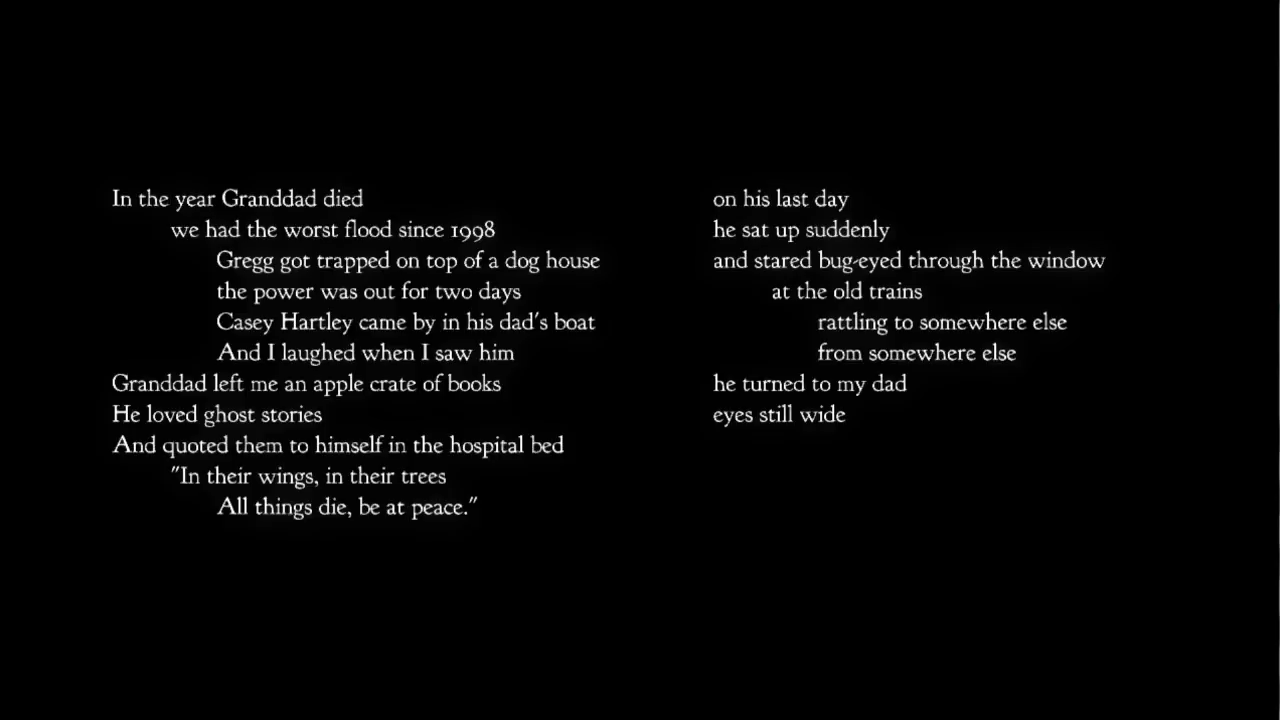 In the year Granddad died
we had the worst flood since 1998
Gregg got trapped on top of a dog house
the power was out for two days
Casey Hartley came by in his dad's boat
And I laughed when I saw him
Granddad left me an apple crate of books
He loved ghost stories
And quoted them to himself in the hospital bed
"In their wings, in their trees
All things die, be at peace."
on his last day
he sat up suddenly
and stared bug-eyed through the window
at the old trains
rattling to somewhere else
from somewhere else
he turned to my dad
eyes still wide